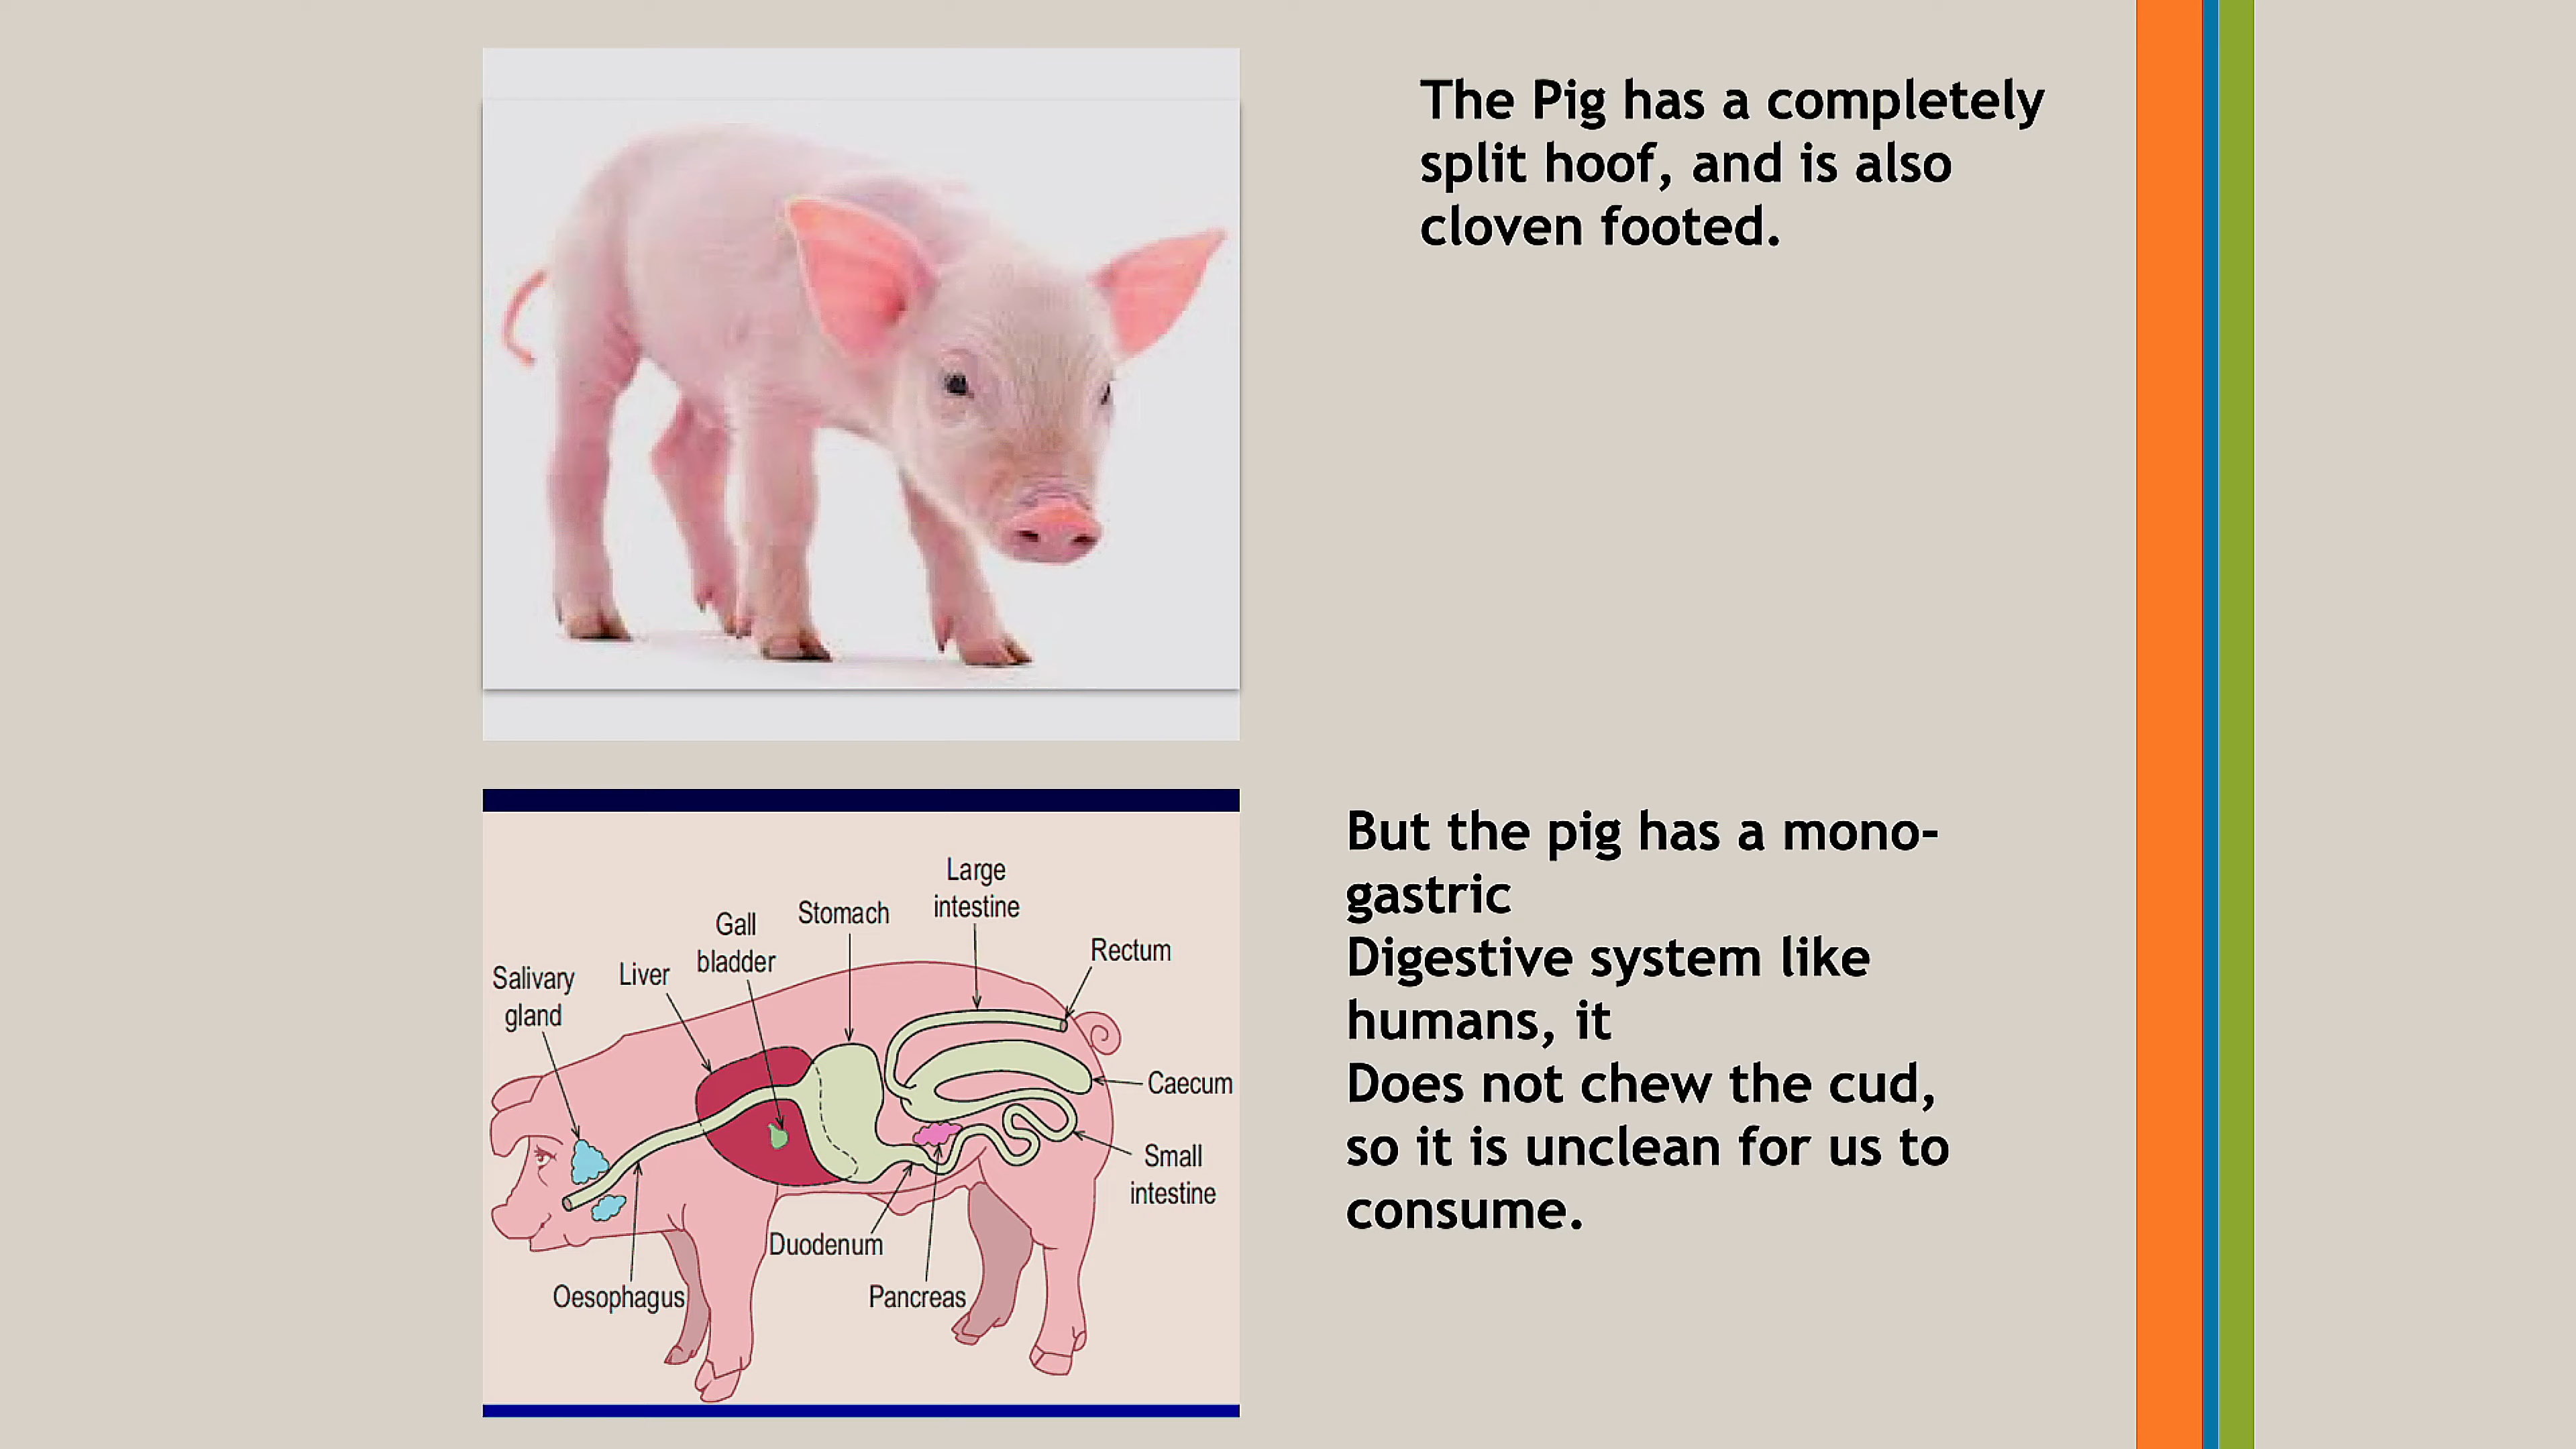 The Pig has a completely
split hoof, and is also
cloven footed.
Large
intestine
Stomach
Gall
bladder
Rectum
Liver
Salivary
gland
Caecum
Small
intestine
Duodenum
Pancreas
Oesophagus
But the pig has a mono-
gastric
Digestive system like
humans, it
Does not chew the cud,
so it is unclean for us to
consume.